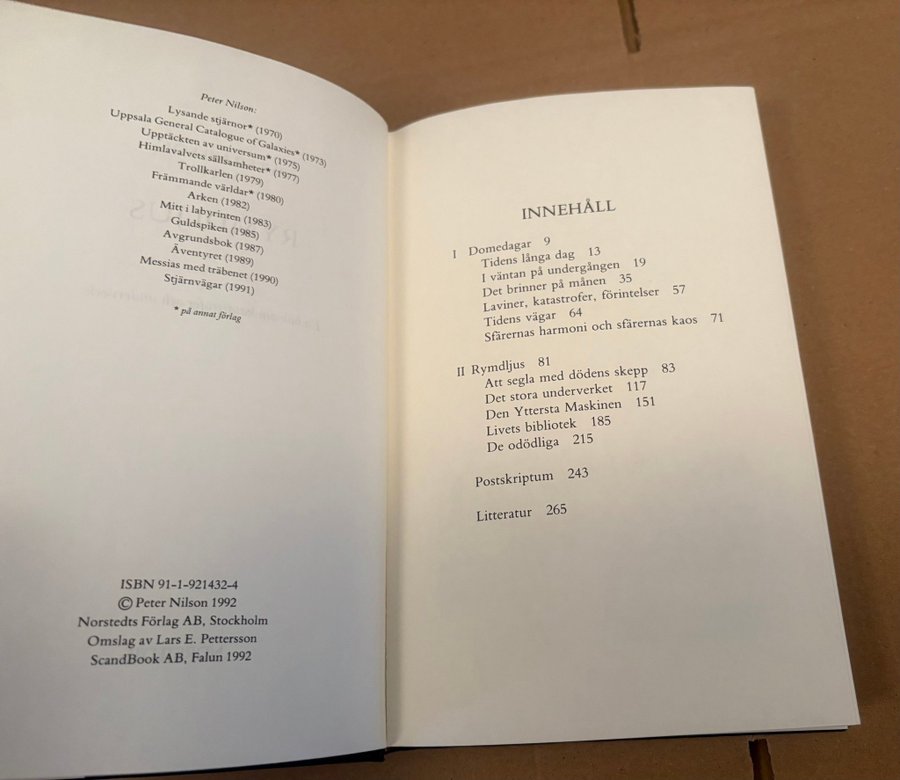 Peter Nilson:
Lysande stjärnor* (1970)
Uppsala General Catalogue of Galaxies* (1973)
Upptäckten av universum* (1975)
Himlavalvets sällsamheter* (1977)
Trollkarlen (1979)
Främmande världar* (1980)
Arken (1982)
Mitt i labyrinten (1983)
Guldspiken (1985)
Avgrundsbok (1987)
Äventyret (1989)
Messias med träbenet (1990)
Stjärnvägar (1991)
* på annat förlag
ISBN 91-1-921432-4
© Peter Nilson 1992
Norstedts Förlag AB, Stockholm
Omslag av Lars E. Pettersson
ScandBook AB, Falun 1992
INNEHÅLL
I Domedagar 9
Tidens långa dag 13
I väntan på undergången 19
Det brinner på månen 35
Laviner, katastrofer, förintelser 57
Tidens vägar 64
Sfärernas harmoni och sfärernas kaos 71
II Rymdljus 81
Att segla med dödens skepp 83
Det stora underverket 117
Den Yttersta Maskinen 151
Livets bibliotek 185
De odödliga 215
Postskriptum 243
Litteratur 265